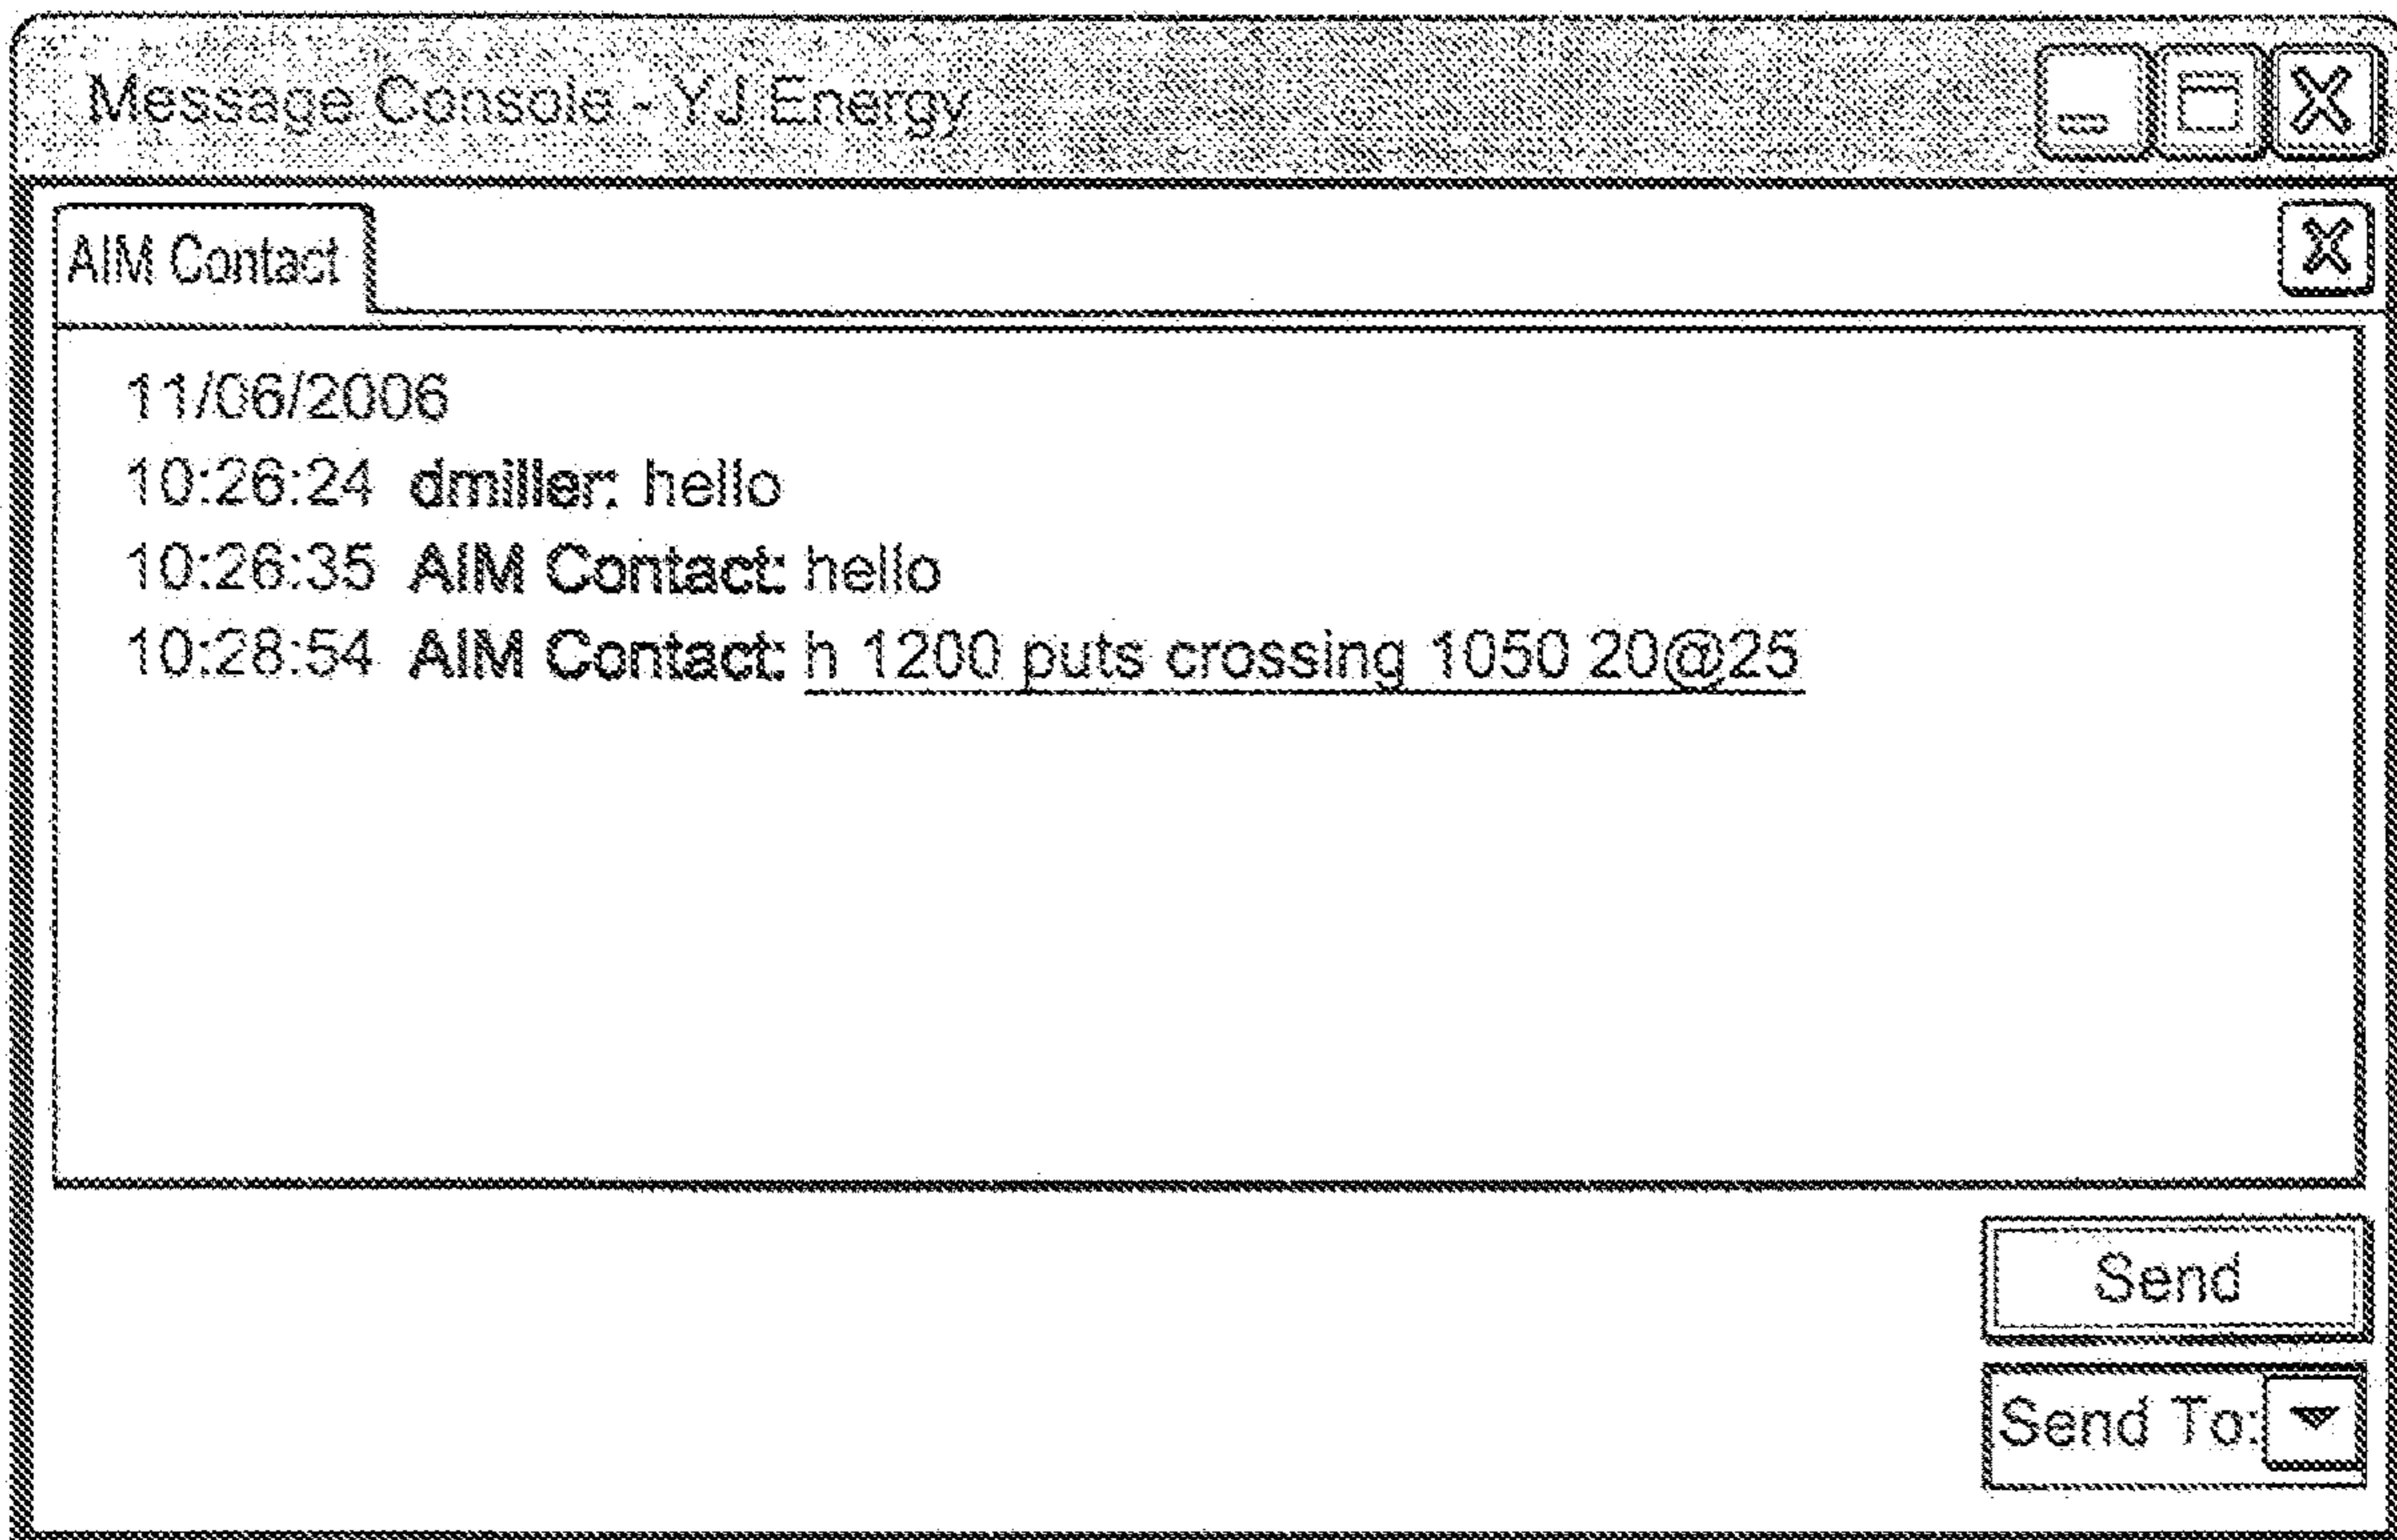 Message Console - YJ Energy
AIM Contact
11/06/2006
10:26:24 dmiller: hello
10:26:35 AIM Contact: hello
10:28:54 AIM Contact: h 1200 puts crossing 1050 20@25
Send
Send To: